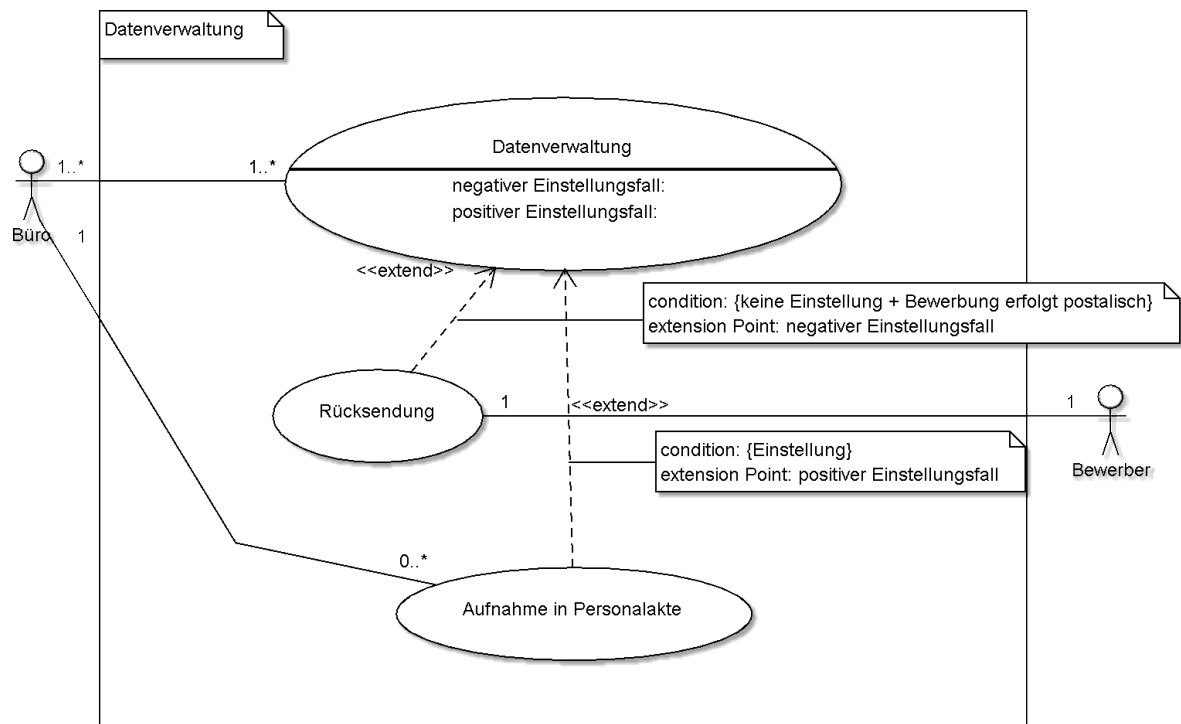 Datenverwaltung
Datenverwaltung
negativer Einstellungsfall:
positiver Einstellungsfall:
1..*
1..*
Büro
1
<<extend>>
condition: {keine Einstellung + Bewerbung erfolgt postalisch}
extension Point: negativer Einstellungsfall
Rücksendung
1
<<extend>>
1
Bewerber
condition: {Einstellung}
extension Point: positiver Einstellungsfall
0..*
Aufnahme in Personalakte